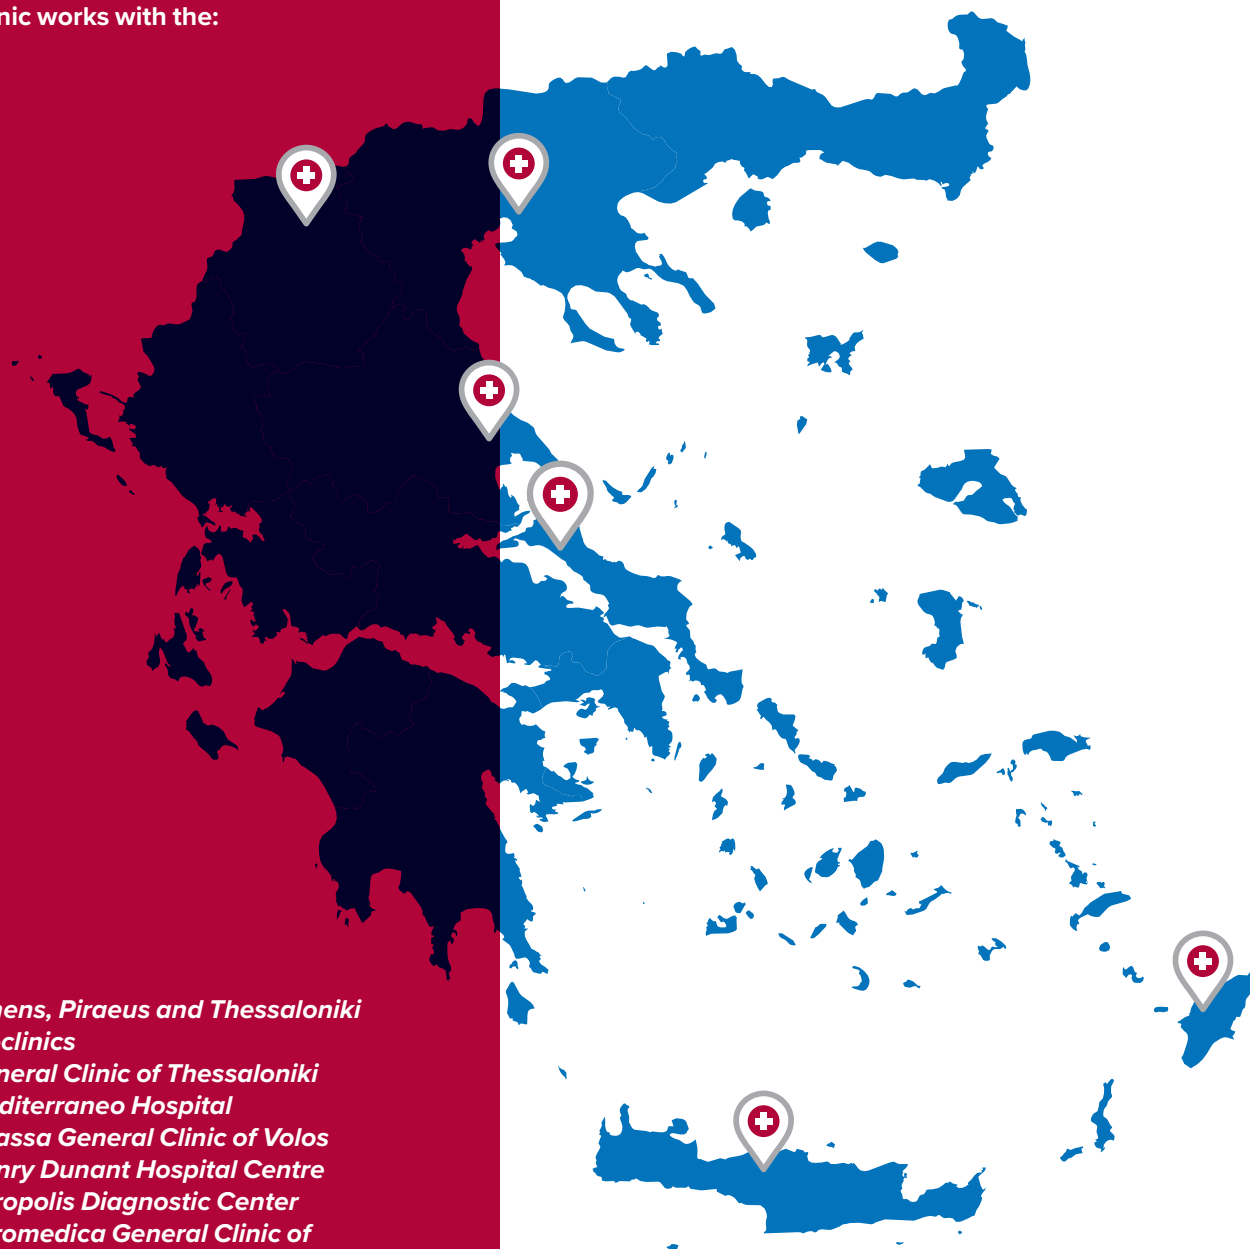 nic works with the:
ens, Piraeus and Thessaloniki
clinics
neral Clinic of Thessaloniki
diterraneo Hospital
assa General Clinic of Volos
nry Dunant Hospital Centre
ropolis Diagnostic Center
romedica General Clinic of